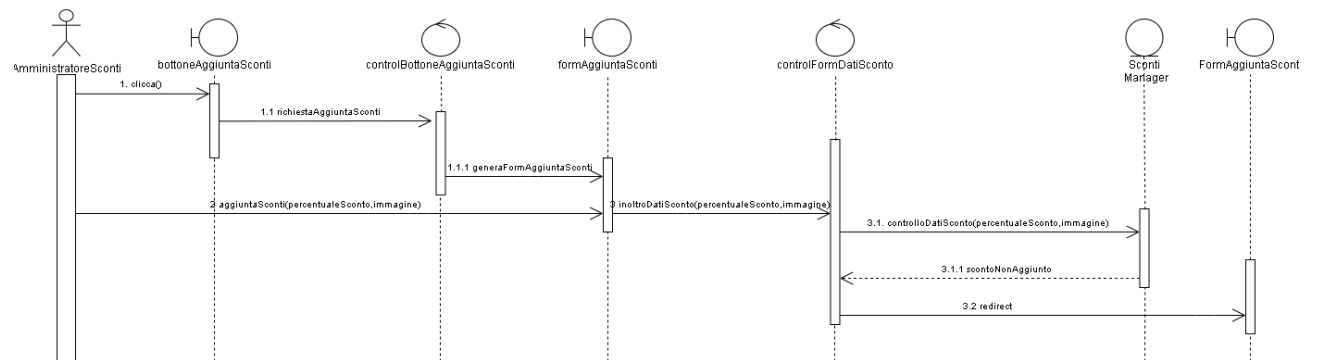 AmministratoreSconti
bottoneAggiuntaSconti
controlBottoneAggiuntaSconti
formAggiuntaSconti
controlFormDatiSconto
Sconti
Manager
FormAggiuntaScont
1. clicca()
1.1 richiestaAggiuntaSconti
1.1.1 generaFormAggiuntaSconti
2 aggiuntaSconti(percentualeSconto,immagine)
3 inoltroDatiSconto(percentualeSconto,immagine)
3.1. controlloDatiSconto(percentualeSconto,immagine)
3.1.1 scontoNonAggiunto
3.2 redirect